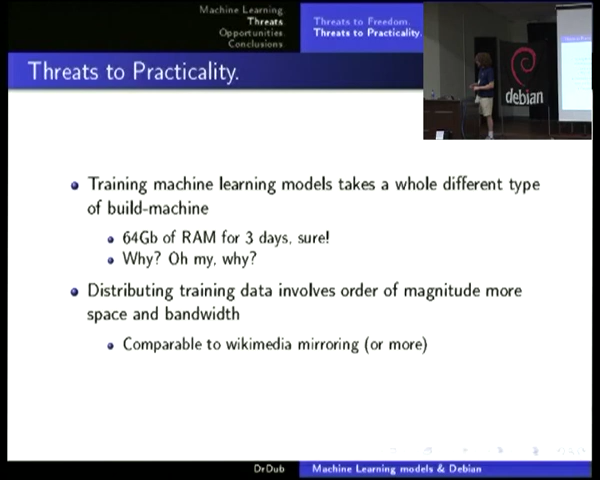 Machine Learning
Threats
Opportunities
Conclusions
Threats to Freedom.
Threats to Practicality.
Threats to Practicality.
debian
Training machine learning models takes a whole different type
of build-machine
64Gb of RAM for 3 days, sure!
Why? Oh my, why?
Distributing training data involves order of magnitude more
space and bandwidth
Comparable to wikimedia mirroring (or more)
DrDub
Machine Learning models & Debian